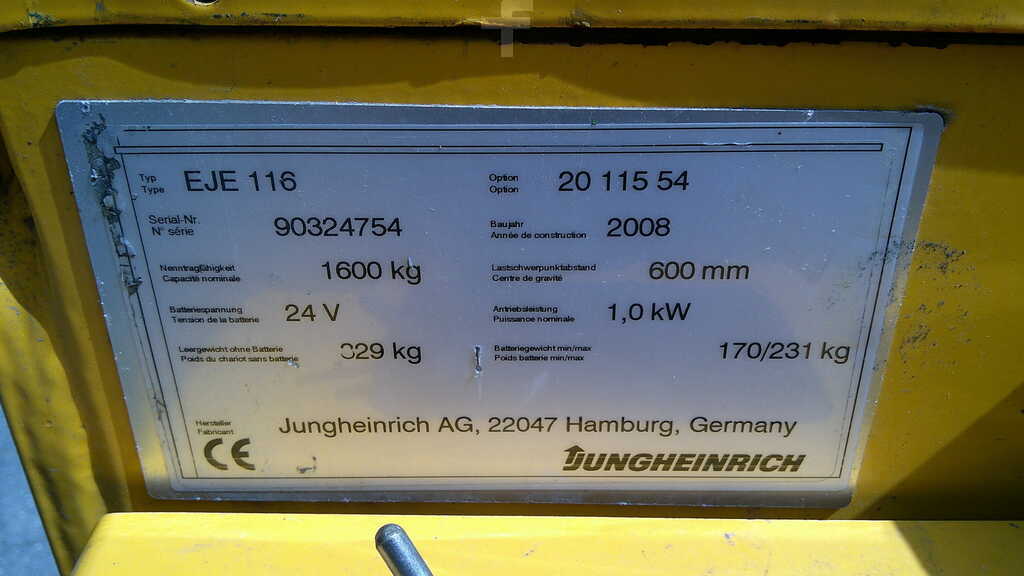 Typ
Type
EJE 116
Option
Option
20 115 54
Serial-Nr.
N° série
90324754
Baujahr
Année de construction
2008
Nenntragfähigkeit
Capacité nominale
1600 kg
Lastschwerpunktabstand
Centre de gravité
600 mm
Batteriespannung
Tension de la batterie
24 V
Antriebsleistung
Puissance nominale
1,0 kW
Leergewicht ohne Batterie
Poids du chariot sans batterie
kg
Batteriegewicht min/max
Poids batterie min/max
170/231 kg
Hersteller
Fabricant
Jungheinrich AG, 22047 Hamburg, Germany
CE
JUNGHEINRICH